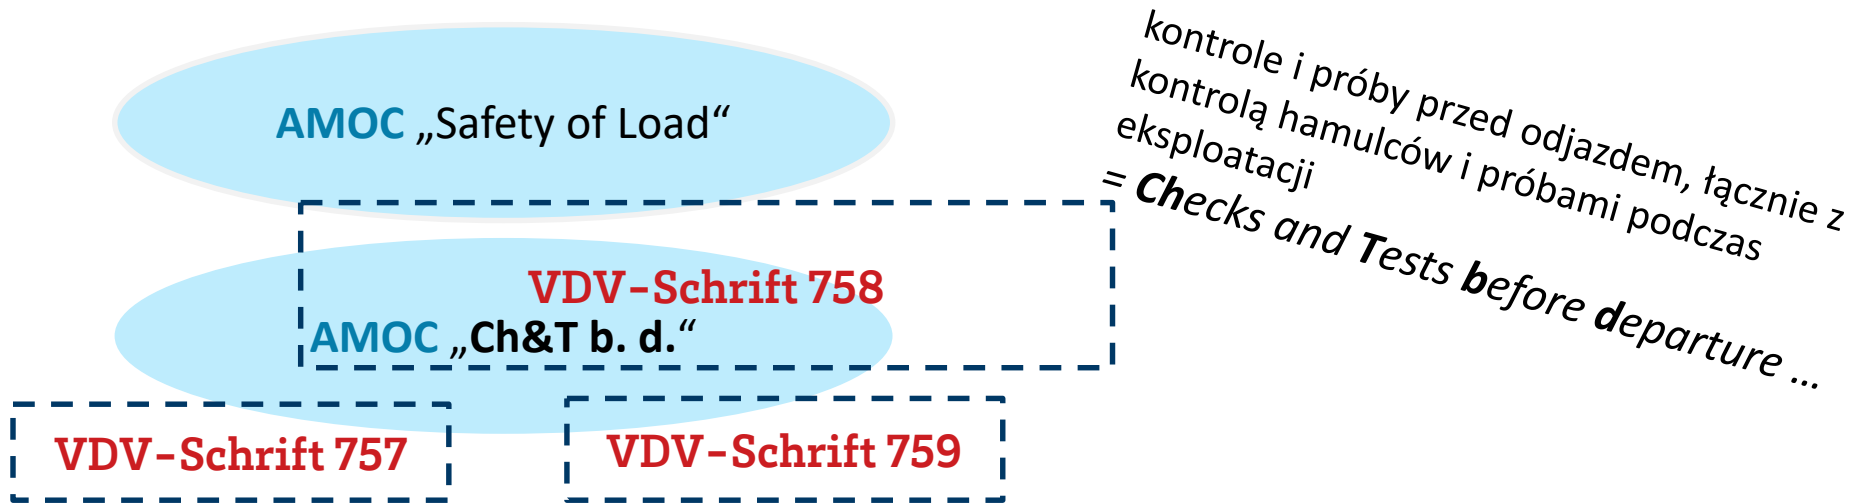 AMOC „Safety of Load“
VDV-Schrift 758
AMOC „Ch&T b. d.“
VDV-Schrift 757
VDV-Schrift 759
kontrole i próby przed odjazdem, łącznie z
kontrolą hamulców i próbami podczas
eksploatacji
= Checks and Tests before departure ...